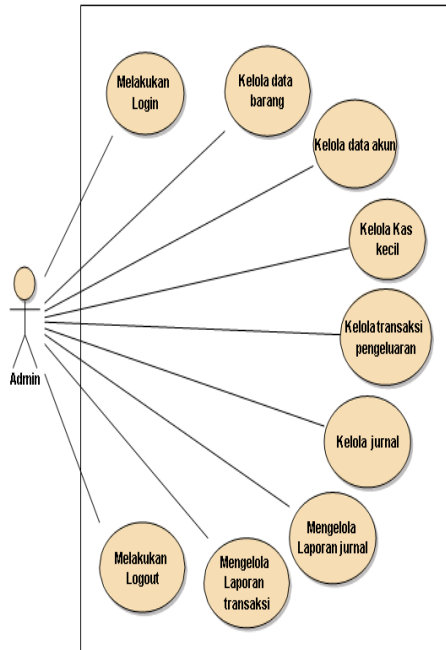 Melakukan
Login
Kelola data
barang
Kelola data akun
Kelola Kas
kecil
Kelola transaksi
pengeluaran
Admin
Kelola jurnal
Mengelola
Laporan jurnal
Melakukan
Logout
Mengelola
Laporan
transaksi